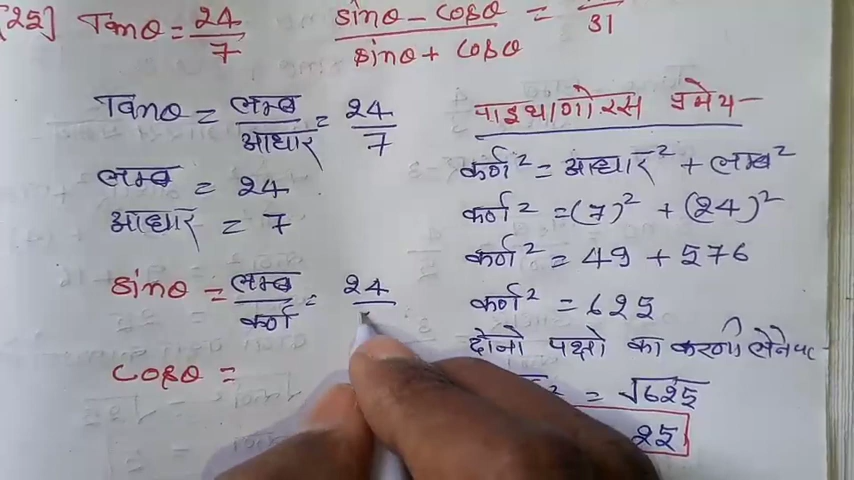 [25] Tanθ = 24/7 sinθ - cosθ / sinθ + cosθ = /31
Tanθ = लम्ब/आधार = 24/7
लम्ब = 24
आधार = 7
sinθ = लम्ब/कर्ण = 24/
cosθ =
पाइथागोरस प्रमेय—
कर्ण² = आधार² + लम्ब²
कर्ण² = (7)² + (24)²
कर्ण² = 49 + 576
कर्ण² = 625
दोनो पक्षो का करणी लेने पर
² = √625
25